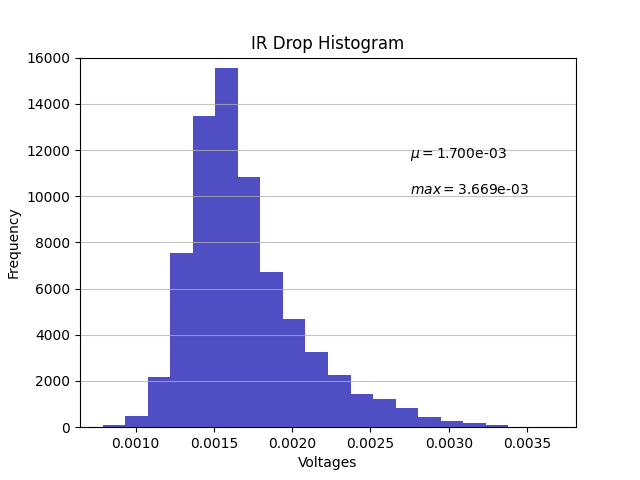 IR Drop Histogram
16000
14000
12000
10000
8000
6000
4000
2000
0
Frequency
μ = 1.700e-03
max = 3.669e-03
0.0010 0.0015 0.0020 0.0025 0.0030 0.0035
Voltages